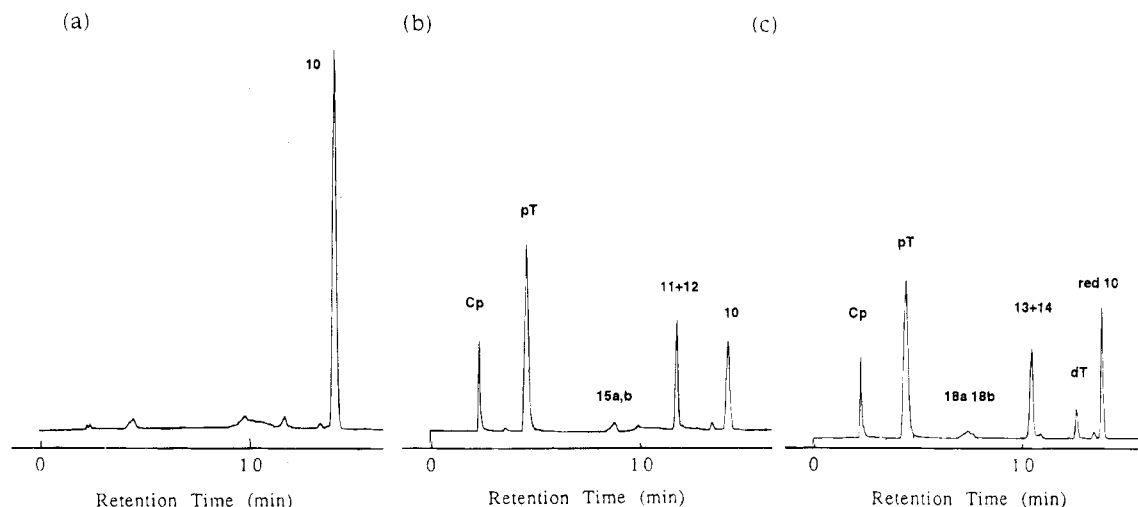 (a)
10
0
10
Retention Time (min)
(b)
pT
Cp
11+12
10
15a,b
0
10
Retention Time (min)
(c)
pT
red 10
13+14
Cp
dT
18a 18b
0
10
Retention Time (min)